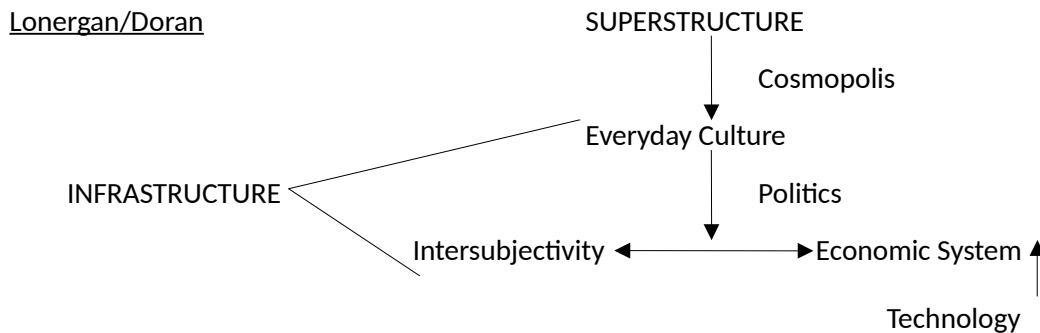 Lonergan/Doran
SUPERSTRUCTURE
Cosmopolis
Everyday Culture
INFRASTRUCTURE
Politics
Intersubjectivity
Economic System
Technology